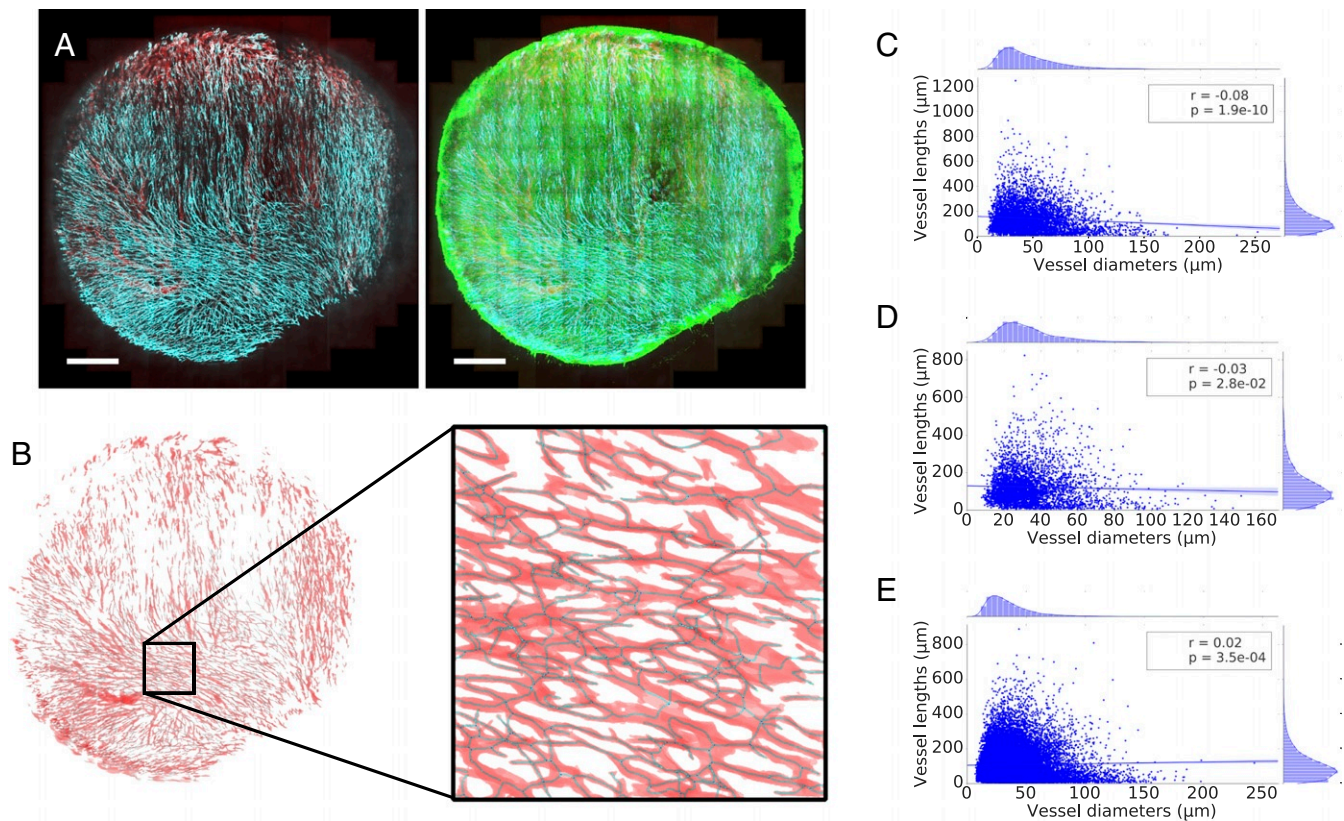 A
B
C
r = -0.08
p = 1.9e-10
Vessel lengths (µm)
1200
1000
800
600
400
200
0
0 50 100 150 200 250
Vessel diameters (µm)
D
r = -0.03
p = 2.8e-02
Vessel lengths (µm)
800
600
400
200
0
0 20 40 60 80 100 120 140 160
Vessel diameters (µm)
E
r = 0.02
p = 3.5e-04
Vessel lengths (µm)
800
600
400
200
0
0 50 100 150 200 250
Vessel diameters (µm)